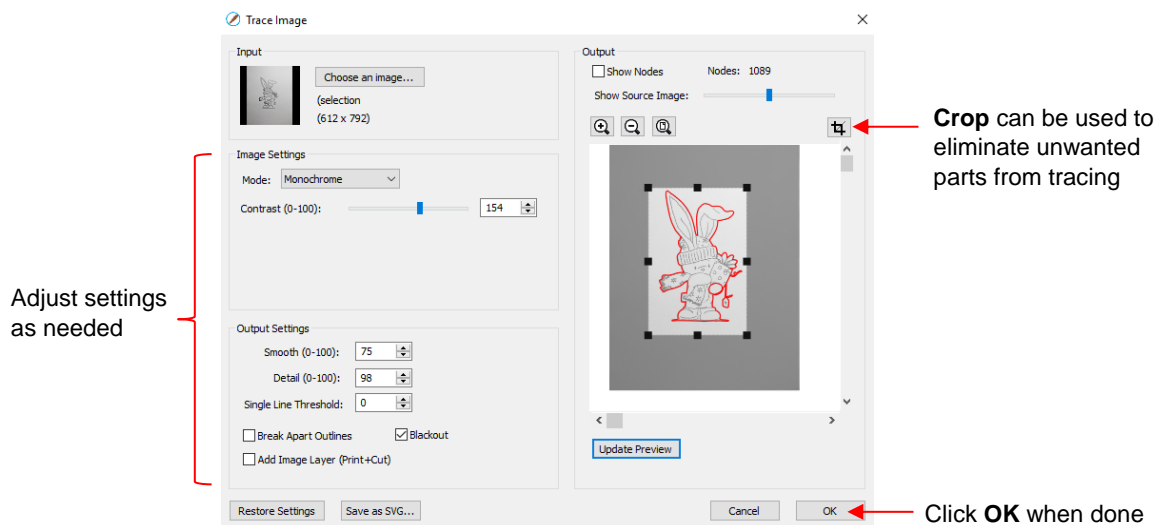 Trace Image
Input
Choose an image...
(selection
(612 x 792)
Image Settings
Mode: Monochrome
Contrast (0-100): 154
Output Settings
Smooth (0-100): 75
Detail (0-100): 98
Single Line Threshold: 0
Break Apart Outlines Blackout
Add Image Layer (Print+Cut)
Restore Settings Save as SVG...
Output
Show Nodes Nodes: 1089
Show Source Image:
Update Preview
Cancel OK
Adjust settings
as needed
Crop can be used to
eliminate unwanted
parts from tracing
Click OK when done